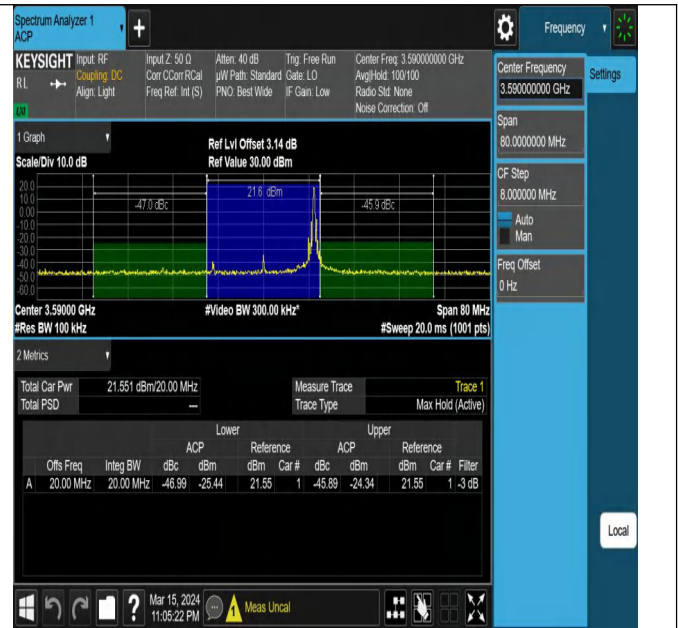 Spectrum Analyzer 1
ACP
Frequency
KEYSIGHT Input: RF Input Z: 50 Ω Atten: 40 dB Trig: Free Run Center Freq: 3.590000000 GHz
RL Coupling: DC Corr CCorr RCal µW Path: Standard Gate: LO Avg|Hold: 100/100
Align: Light Freq Ref: Int (S) PNO: Best Wide IF Gain: Low Radio Std: None
Noise Correction: Off
LXI
Center Frequency
3.590000000 GHz
Settings
Span
80.0000000 MHz
CF Step
8.000000 MHz
Auto
Man
Freq Offset
0 Hz
Local
1 Graph
Ref Lvl Offset 3.14 dB
Scale/Div 10.0 dB Ref Value 30.00 dBm
20.0
10.0
0.00
-10.0
-20.0
-30.0
-40.0
-50.0
-60.0
-47.0 dBc
21.6 dBm
-45.9 dBc
Center 3.59000 GHz #Video BW 300.00 kHz* Span 80 MHz
#Res BW 100 kHz #Sweep 20.0 ms (1001 pts)
2 Metrics
Total Car Pwr 21.551 dBm/20.00 MHz Measure Trace Trace 1
Total PSD --- Trace Type Max Hold (Active)
Lower Upper
ACP Reference ACP Reference
Offs Freq Integ BW dBc dBm dBm Car # dBc dBm dBm Car # Filter
A 20.00 MHz 20.00 MHz -46.99 -25.44 21.55 1 -45.89 -24.34 21.55 1 -3 dB
? Mar 15, 2024
11:05:22 PM
1 Meas Uncal